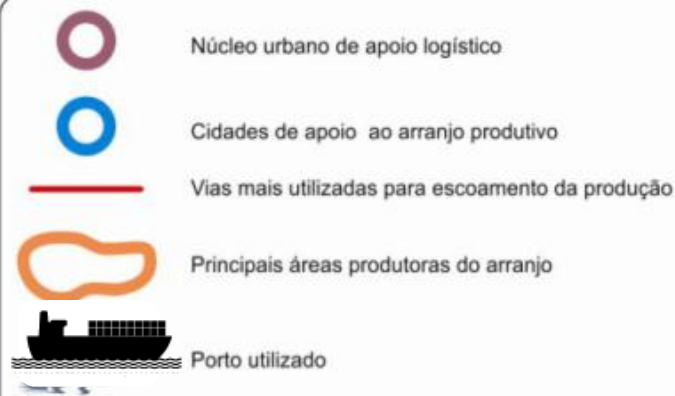 Núcleo urbano de apoio logístico
Cidades de apoio ao arranjo produtivo
Vias mais utilizadas para escoamento da produção
Principais áreas produtoras do arranjo
Porto utilizado